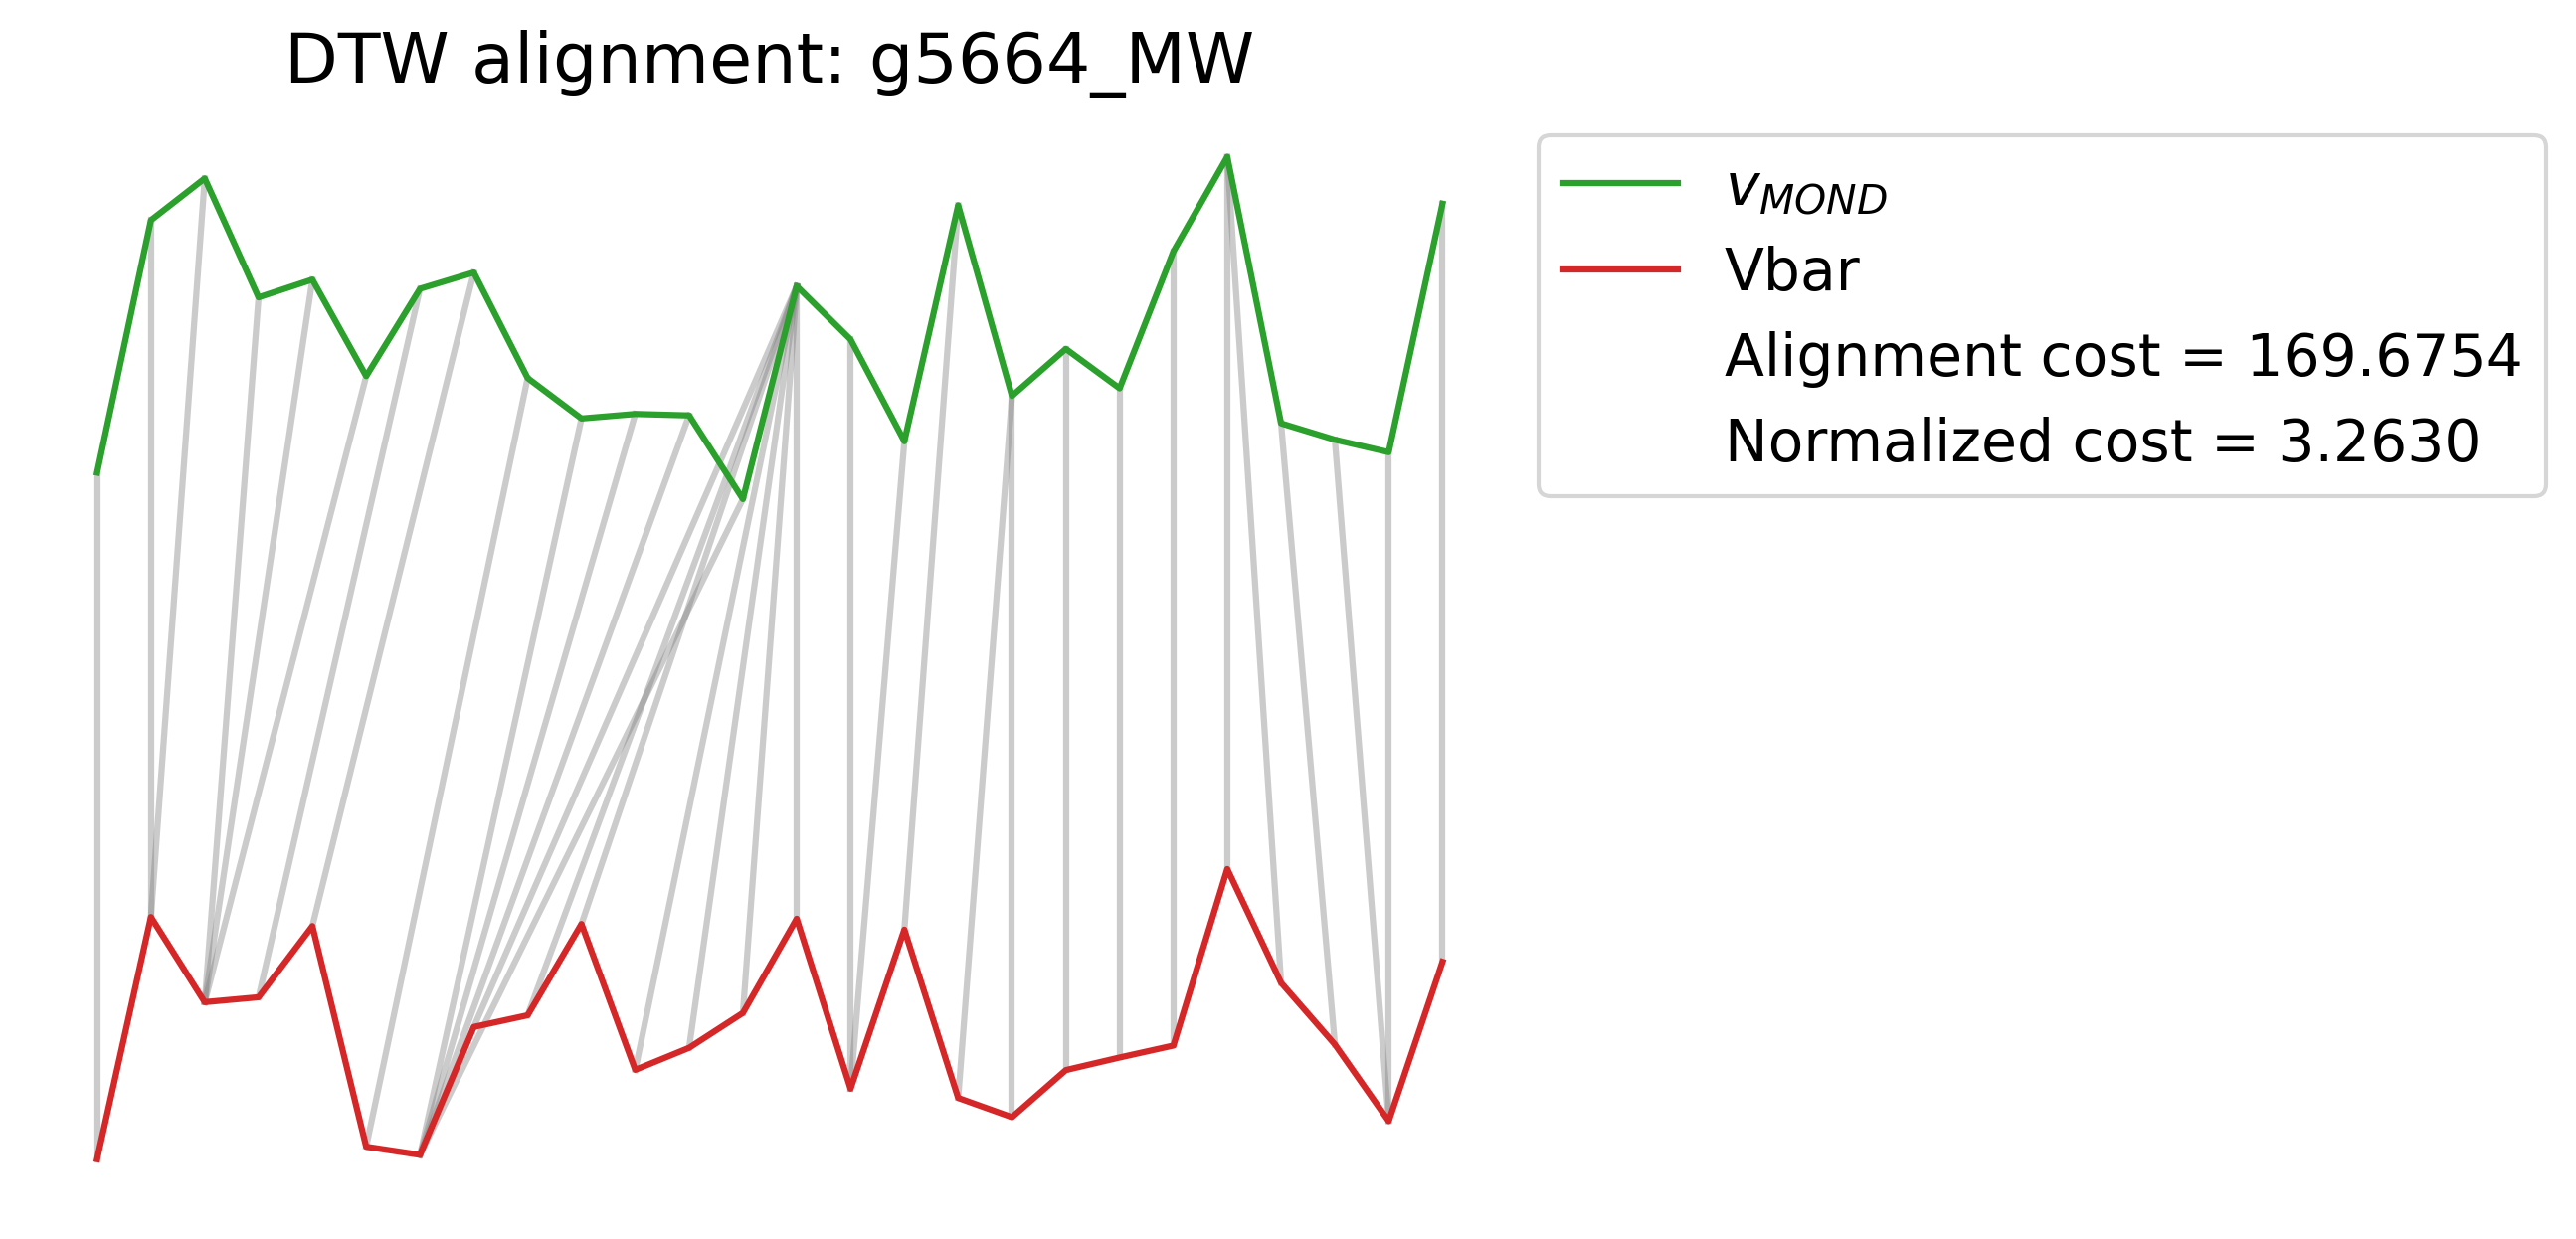 DTW alignment: g5664_MW
v_MOND
Vbar
Alignment cost = 169.6754
Normalized cost = 3.2630